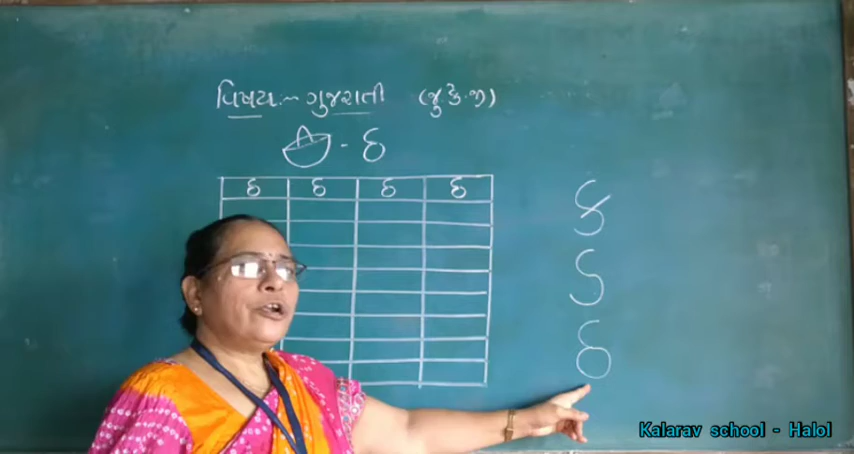 વિષય:- ગુજરાતી (જુ.કે.જી)
- ઠ
ઠ ઠ ઠ ઠ
ક
ડ
ઠ
Kalarav school - Halol